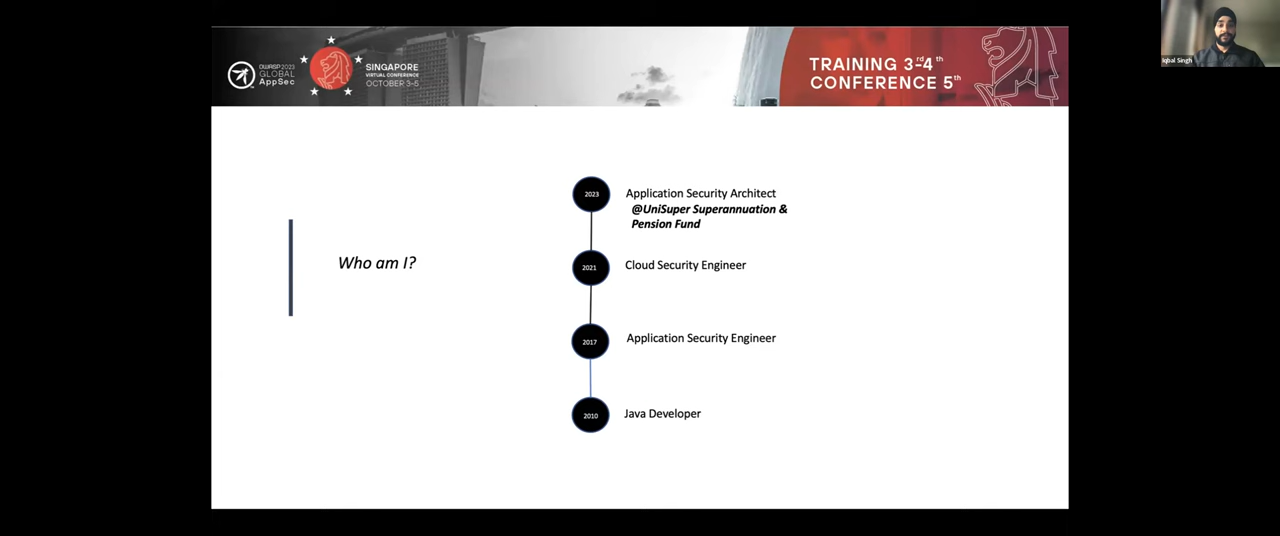 OWASP 2023
GLOBAL
AppSec
SINGAPORE
VIRTUAL CONFERENCE
OCTOBER 3-5
TRAINING 3rd-4th
CONFERENCE 5th
Iqbal Singh
Who am I?
2023
Application Security Architect
@UniSuper Superannuation &
Pension Fund
2021
Cloud Security Engineer
2017
Application Security Engineer
2010
Java Developer